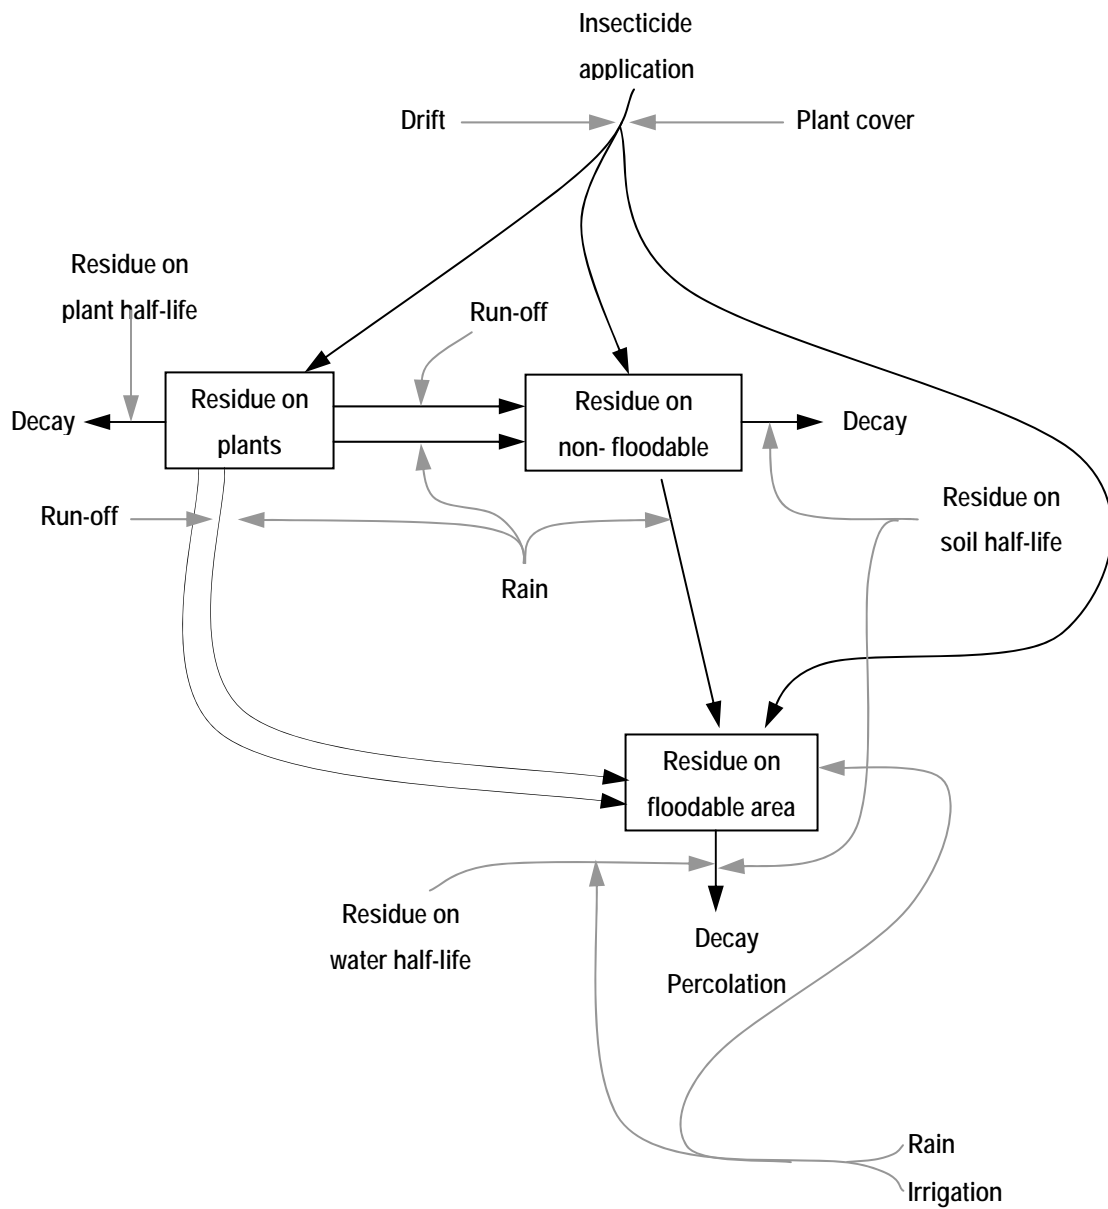 Insecticide
application
Drift
Plant cover
Residue on
plant half-life
Run-off
Decay
Residue on
plants
Residue on
non- floodable
Decay
Run-off
Rain
Residue on
soil half-life
Residue on
floodable area
Residue on
water half-life
Decay
Percolation
Rain
Irrigation